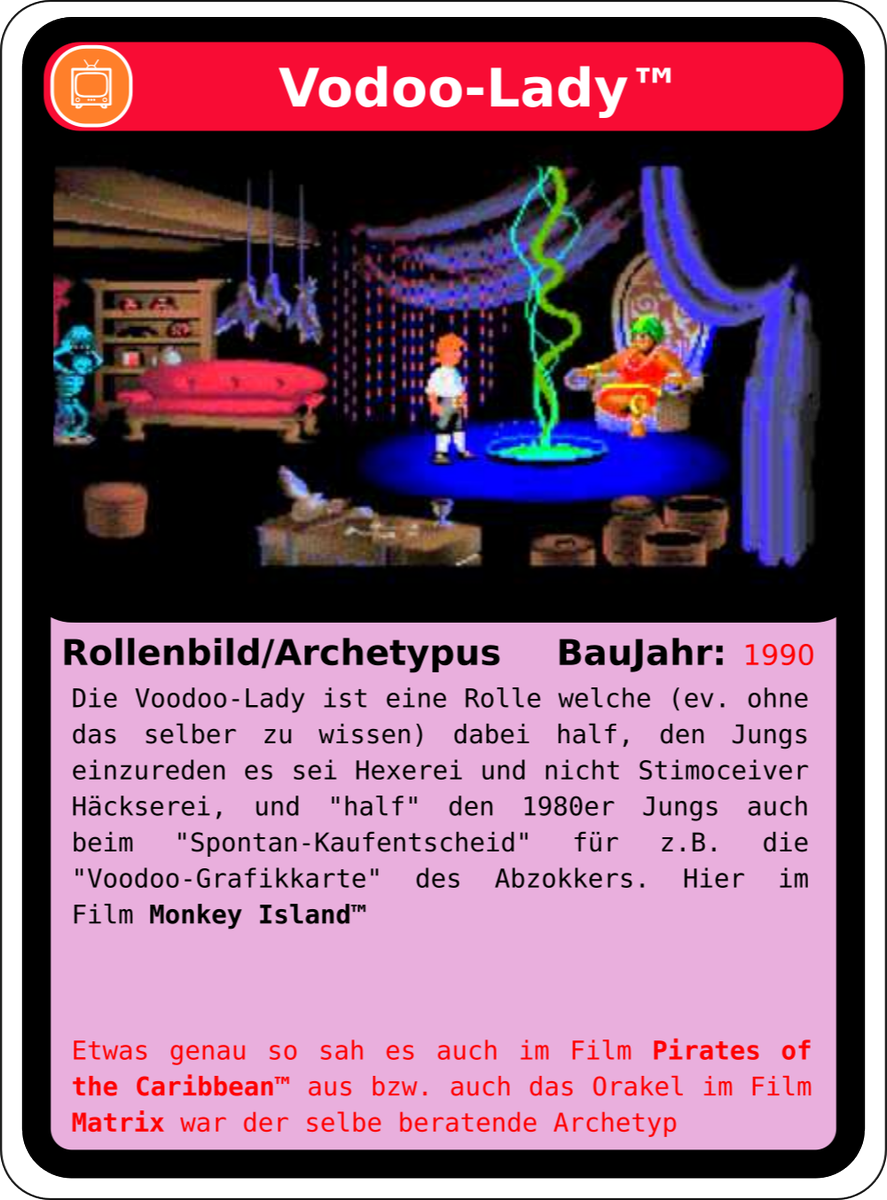 Vodoo-Lady™
Rollenbild/Archetypus BauJahr: 1990
Die Voodoo-Lady ist eine Rolle welche (ev. ohne
das selber zu wissen) dabei half, den Jungs
einzureden es sei Hexerei und nicht Stimoceiver
Häckserei, und "half" den 1980er Jungs auch
beim "Spontan-Kaufentscheid" für z.B. die
"Voodoo-Grafikkarte" des Abzokkers. Hier im
Film Monkey Island™
Etwas genau so sah es auch im Film Pirates of
the Caribbean™ aus bzw. auch das Orakel im Film
Matrix war der selbe beratende Archetyp